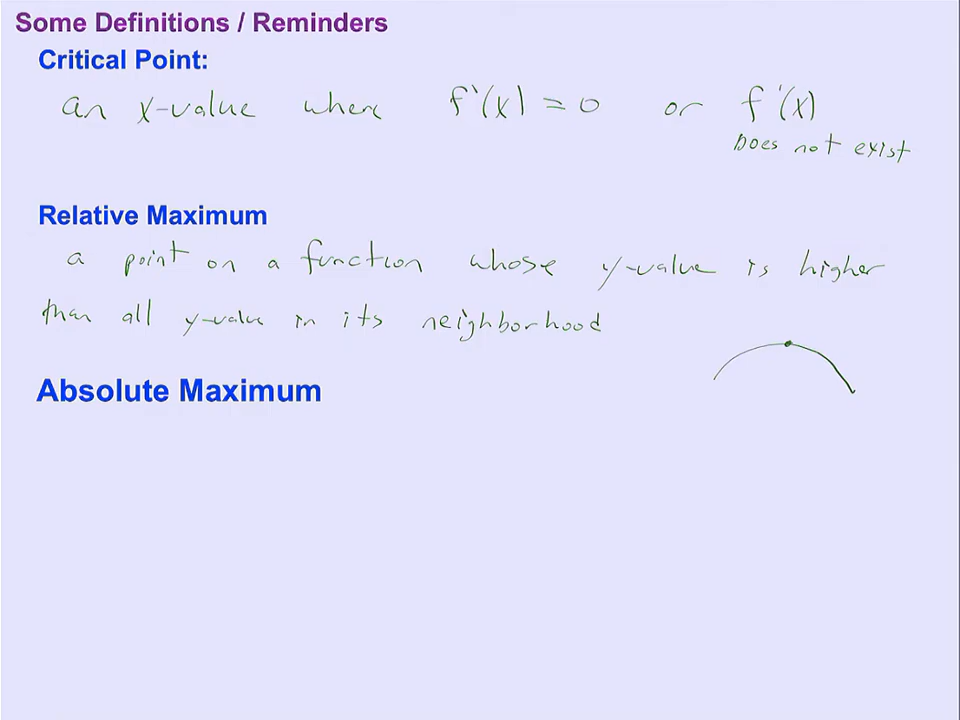 Some Definitions / Reminders
Critical Point:
an x-value where f'(x) = 0 or f'(x)
Does not exist
Relative Maximum
a point on a function whose y-value is higher
than all y-value in its neighborhood
Absolute Maximum